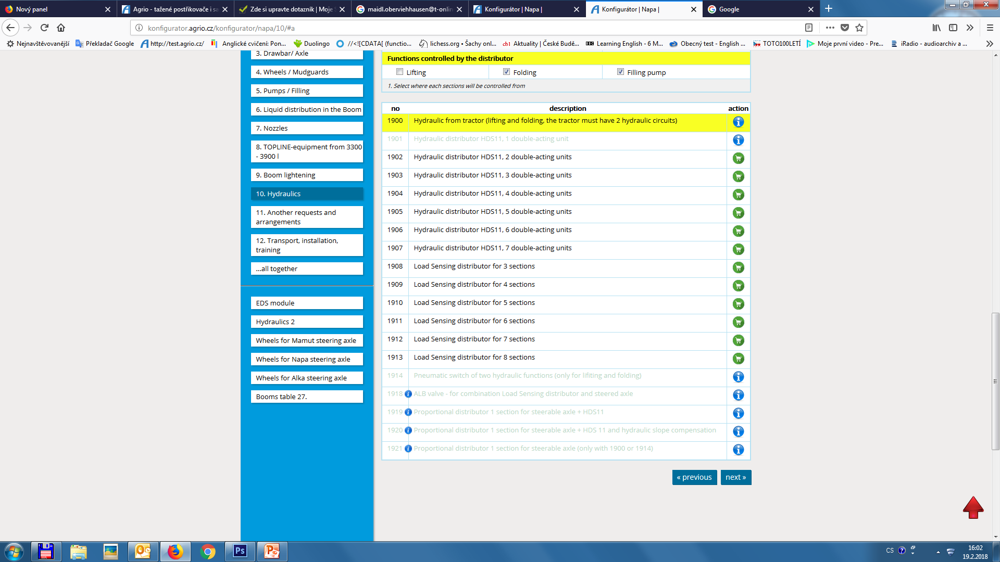 Nový panel
Agrio - tažené postřikovače i sa
Zde si upravte dotazník | Moje S
maidl.oberviehhausen@t-onlin
Konfigurátor | Napa |
Konfigurátor | Napa |
Google
konfigurator.agrio.cz/konfigurator/napa/10/#a
Nejnavštěvovanější
Překladač Google
http://test.agrio.cz/
Anglické cvičení: Pon...
Duolingo
//<![CDATA[ (functio...
lichess.org • Šachy onl...
cb1 Aktuality | České Budě...
BBC Learning English - 6 M...
Obecný test - English ...
TOTO100LETÍ
Moje první video - Pre...
iRadio - audioarchiv a ...
3. Drawbar/ Axle
4. Wheels / Mudguards
5. Pumps / Filling
6. Liquid distribution in the Boom
7. Nozzles
8. TOPLINE-equipment from 3300
- 3900 l
9. Boom lightening
10. Hydraulics
11. Another requests and
arrangements
12. Transport, installation,
training
...all together
EDS module
Hydraulics 2
Wheels for Mamut steering axle
Wheels for Napa steering axle
Wheels for Alka steering axle
Booms table 27.
Functions controlled by the distributor
Lifting Folding Filling pump
1. Select where each sections will be controlled from
no description action
1900 Hydraulic from tractor (lifting and folding, the tractor must have 2 hydraulic circuits)
1901 Hydraulic distributor HDS11, 1 double-acting unit
1902 Hydraulic distributor HDS11, 2 double-acting units
1903 Hydraulic distributor HDS11, 3 double-acting units
1904 Hydraulic distributor HDS11, 4 double-acting units
1905 Hydraulic distributor HDS11, 5 double-acting units
1906 Hydraulic distributor HDS11, 6 double-acting units
1907 Hydraulic distributor HDS11, 7 double-acting units
1908 Load Sensing distributor for 3 sections
1909 Load Sensing distributor for 4 sections
1910 Load Sensing distributor for 5 sections
1911 Load Sensing distributor for 6 sections
1912 Load Sensing distributor for 7 sections
1913 Load Sensing distributor for 8 sections
1914 Pneumatic switch of two hydraulic functions (only for lifiting and folding)
1918 ALB valve - for combination Load Sensing distributor and steered axle
1919 Proportional distributor 1 section for steerable axle + HDS11
1920 Proportional distributor 1 section for steerable axle + HDS 11 and hydraulic slope compensation
1921 Proportional distributor 1 section for steerable axle (only with 1900 or 1914)
« previous next »
Ps
CS
16:02
19.2.2018